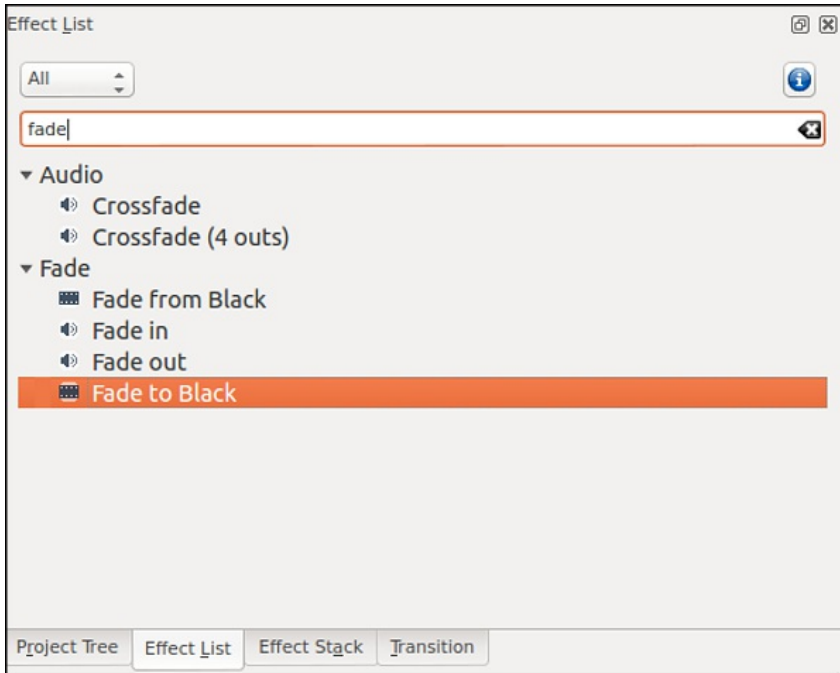 Effect List
All
fade
Audio
Crossfade
Crossfade (4 outs)
Fade
Fade from Black
Fade in
Fade out
Fade to Black
Project Tree Effect List Effect Stack Transition